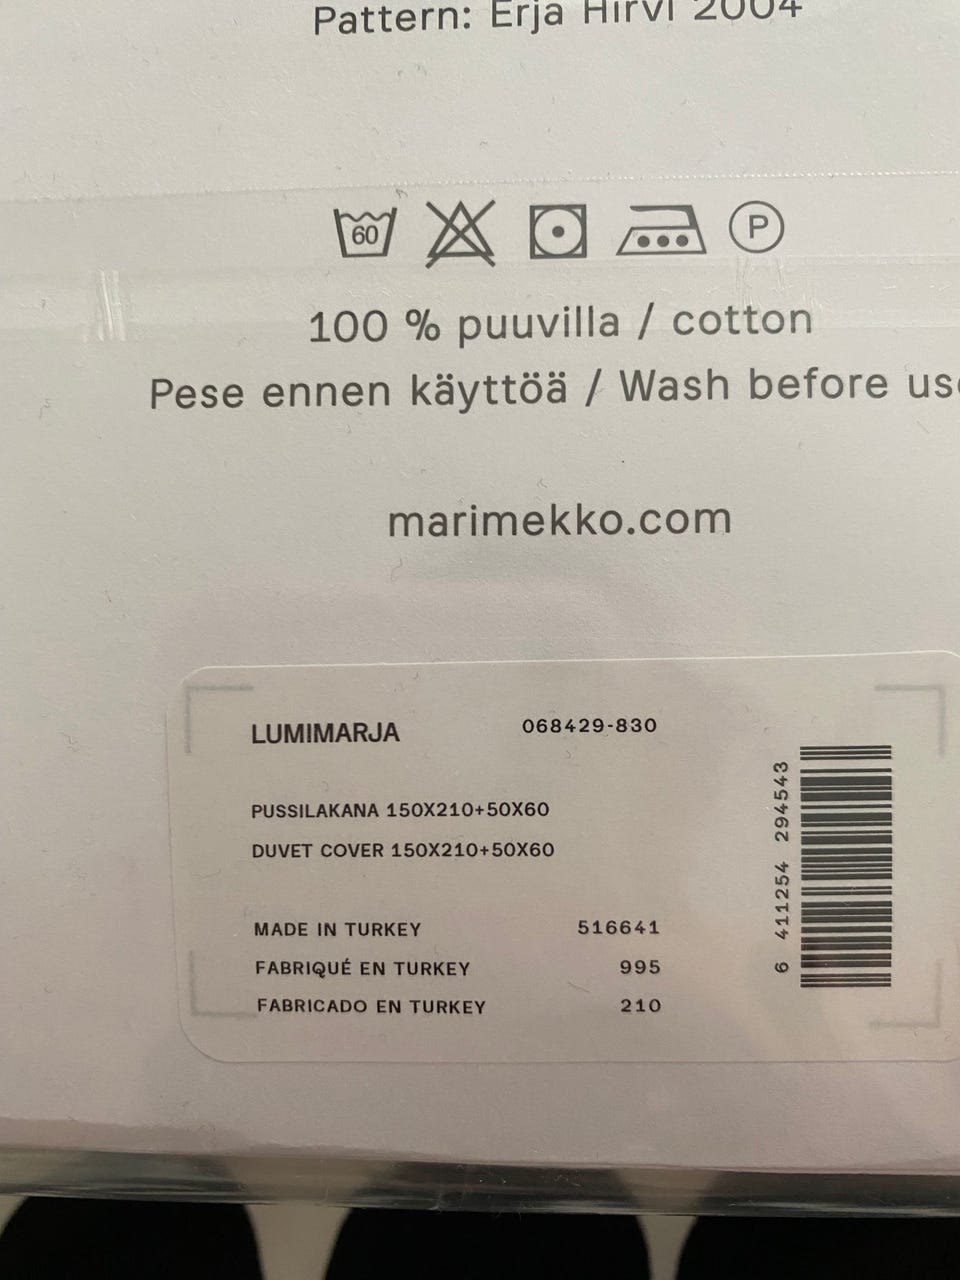 Pattern: Erja Hirvi 2004
60
P
100 % puuvilla / cotton
Pese ennen käyttöä / Wash before use
marimekko.com
LUMIMARJA 068429-830
PUSSILAKANA 150X210+50X60
DUVET COVER 150X210+50X60
MADE IN TURKEY 516641
FABRIQUÉ EN TURKEY 995
FABRICADO EN TURKEY 210
6 411254 294543